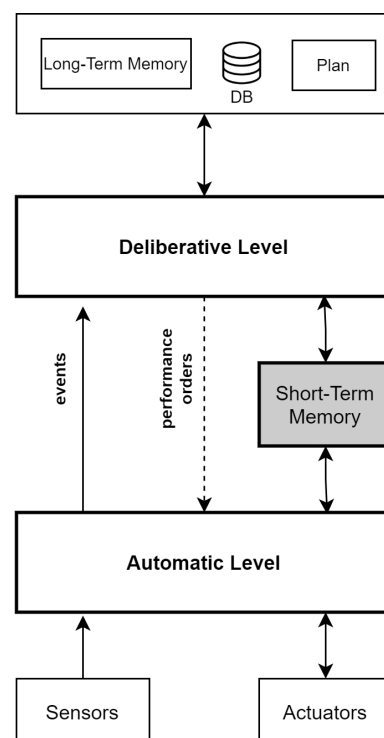 Long-Term Memory
DB
Plan
Deliberative Level
events
performance
orders
Short-Term
Memory
Automatic Level
Sensors
Actuators